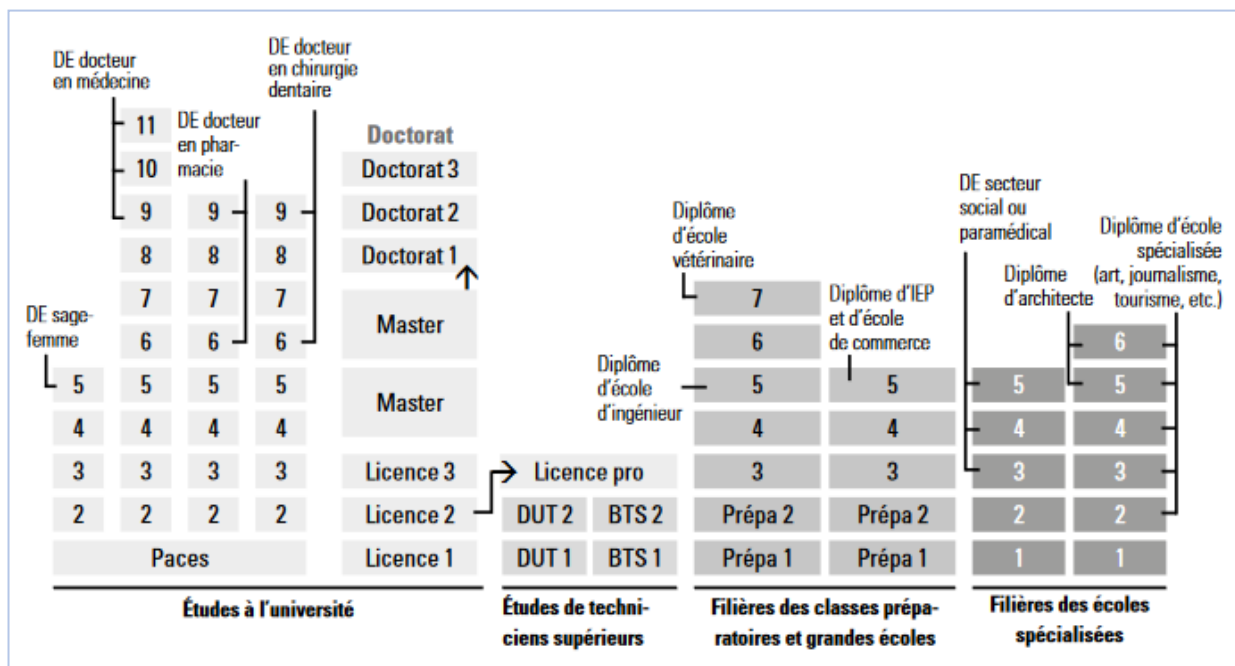 DE docteur
en médecine
DE docteur
en chirurgie
dentaire
DE docteur
en phar-
macie
Doctorat
DE sage-
femme
11
10
9 9 9
8 8 8
7 7 7
6 6 6
5 5 5 5
4 4 4 4
3 3 3 3
2 2 2 2
Paces
Doctorat 3
Doctorat 2
Doctorat 1
Master
Master
Licence 3
Licence 2
Licence 1
Licence pro
DUT 2 BTS 2
DUT 1 BTS 1
Diplôme
d'école
vétérinaire
Diplôme
d'école
d'ingénieur
Diplôme d'IEP
et d'école
de commerce
7
6
5 5
4 4
3 3
Prépa 2 Prépa 2
Prépa 1 Prépa 1
DE secteur
social ou
paramédical
Diplôme
d'architecte
Diplôme d'école
spécialisée
(art, journalisme,
tourisme, etc.)
6
5 5
4 4
3 3
2 2
1 1
Études à l'université
Études de techni-
ciens supérieurs
Filières des classes prépa-
ratoires et grandes écoles
Filières des écoles
spécialisées